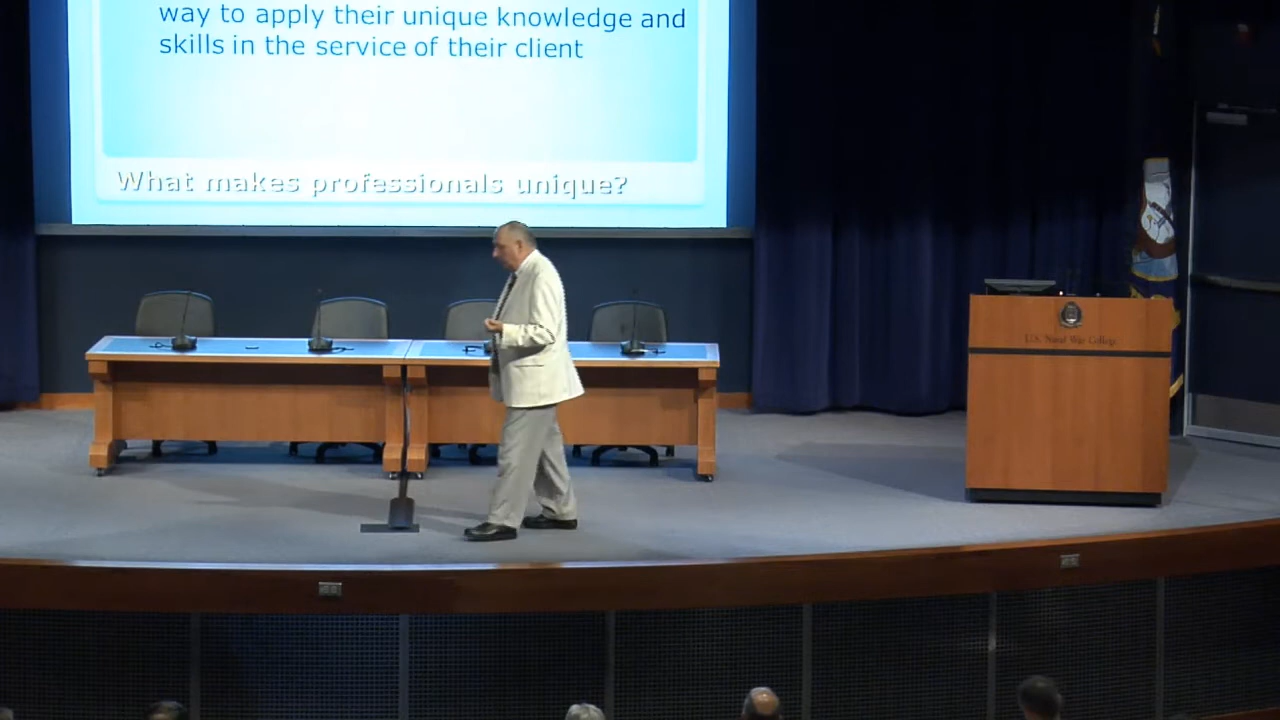 way to apply their unique knowledge and
skills in the service of their client
What makes professionals unique?
U.S. Naval War College